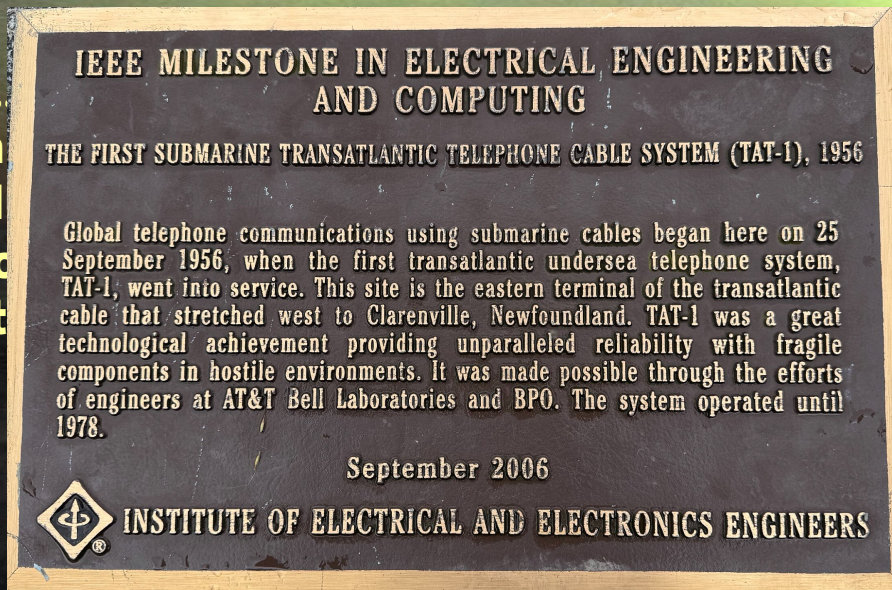 IEEE MILESTONE IN ELECTRICAL ENGINEERING
AND COMPUTING
THE FIRST SUBMARINE TRANSATLANTIC TELEPHONE CABLE SYSTEM (TAT-1), 1956
Global telephone communications using submarine cables began here on 25
September 1956, when the first transatlantic undersea telephone system,
TAT-1, went into service. This site is the eastern terminal of the transatlantic
cable that stretched west to Clarenville, Newfoundland. TAT-1 was a great
technological achievement providing unparalleled reliability with fragile
components in hostile environments. It was made possible through the efforts
of engineers at AT&T Bell Laboratories and BPO. The system operated until
1978.
September 2006
INSTITUTE OF ELECTRICAL AND ELECTRONICS ENGINEERS
®